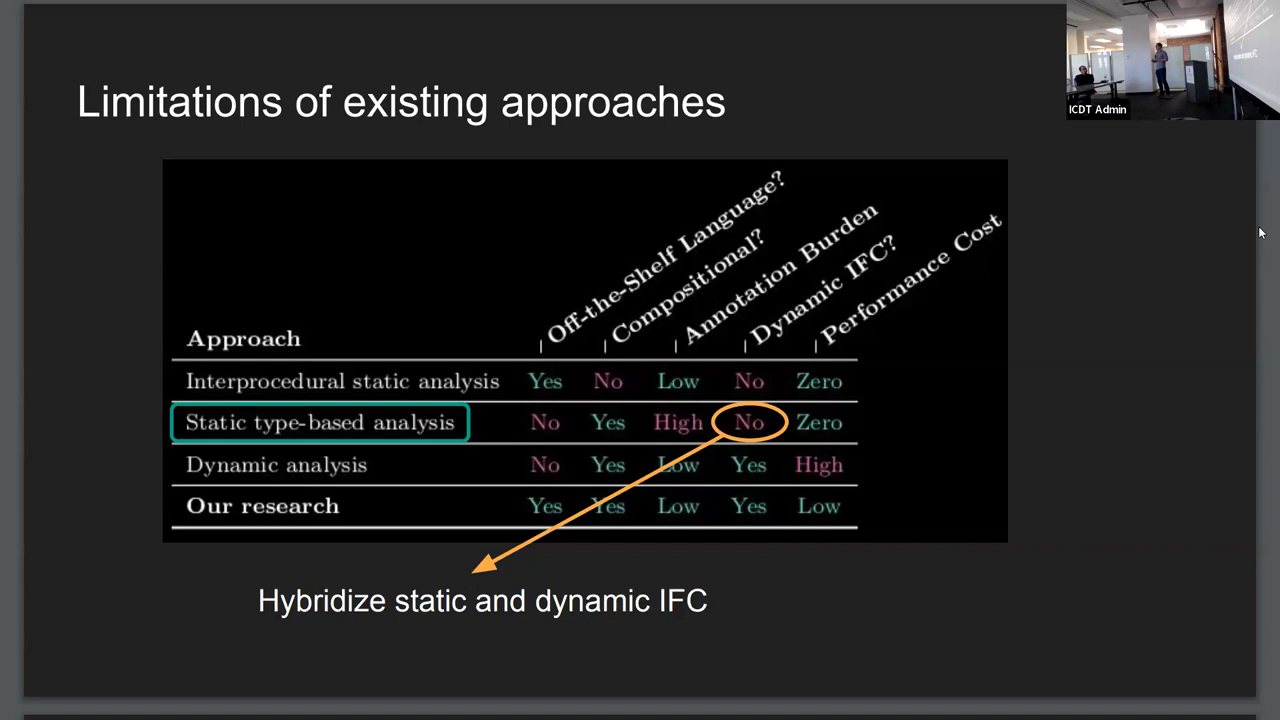 Limitations of existing approaches
ICDT Admin
Off-the-Shelf Language?
Compositional?
Annotation Burden
Dynamic IFC?
Performance Cost
Approach
Interprocedural static analysis Yes No Low No Zero
Static type-based analysis No Yes High No Zero
Dynamic analysis No Yes Low Yes High
Our research Yes Yes Low Yes Low
Hybridize static and dynamic IFC